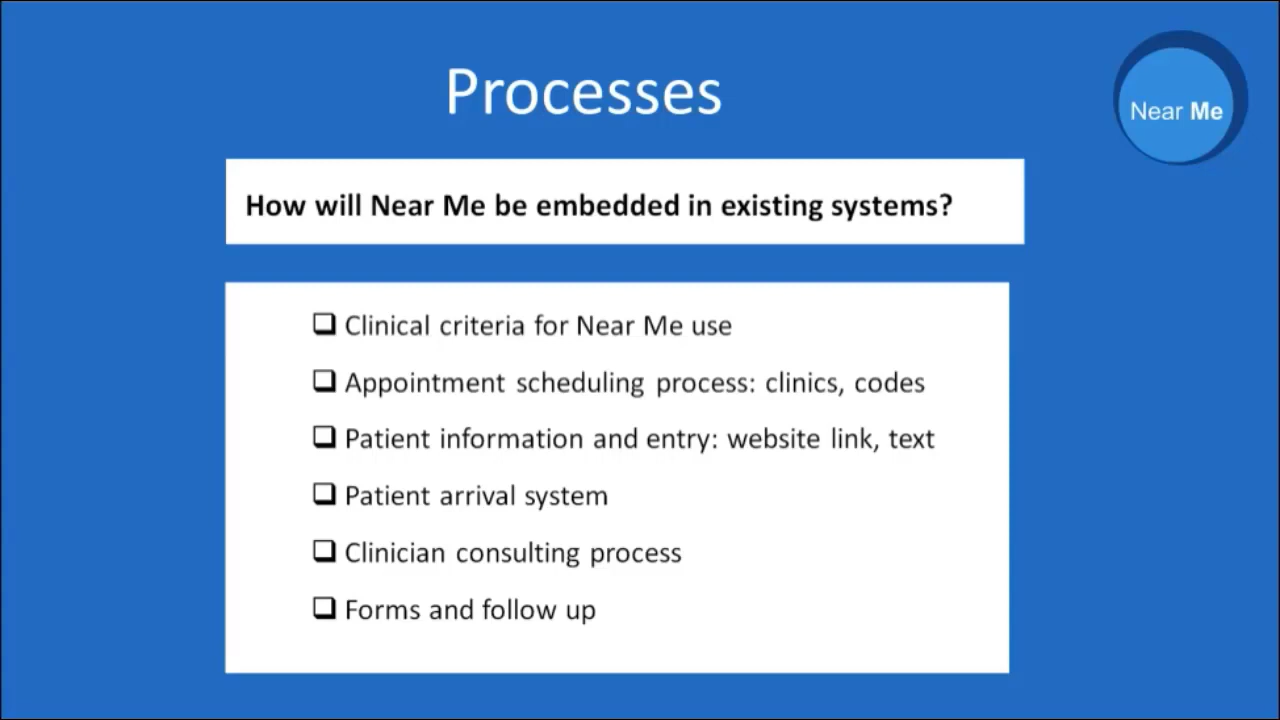 Processes
Near Me
How will Near Me be embedded in existing systems?
Clinical criteria for Near Me use
Appointment scheduling process: clinics, codes
Patient information and entry: website link, text
Patient arrival system
Clinician consulting process
Forms and follow up